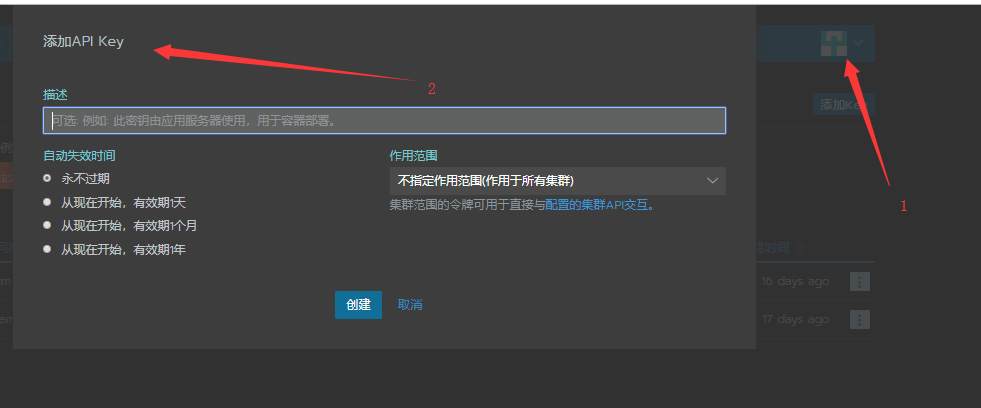 添加API Key
2
描述
可选: 例如: 此密钥由应用服务器使用，用于容器部署。
添加Key
自动失效时间
永不过期
从现在开始，有效期1天
从现在开始，有效期1个月
从现在开始，有效期1年
作用范围
不指定作用范围(作用于所有集群)
集群范围的令牌可用于直接与配置的集群API交互。
1
时间
16 days ago
17 days ago
创建
取消